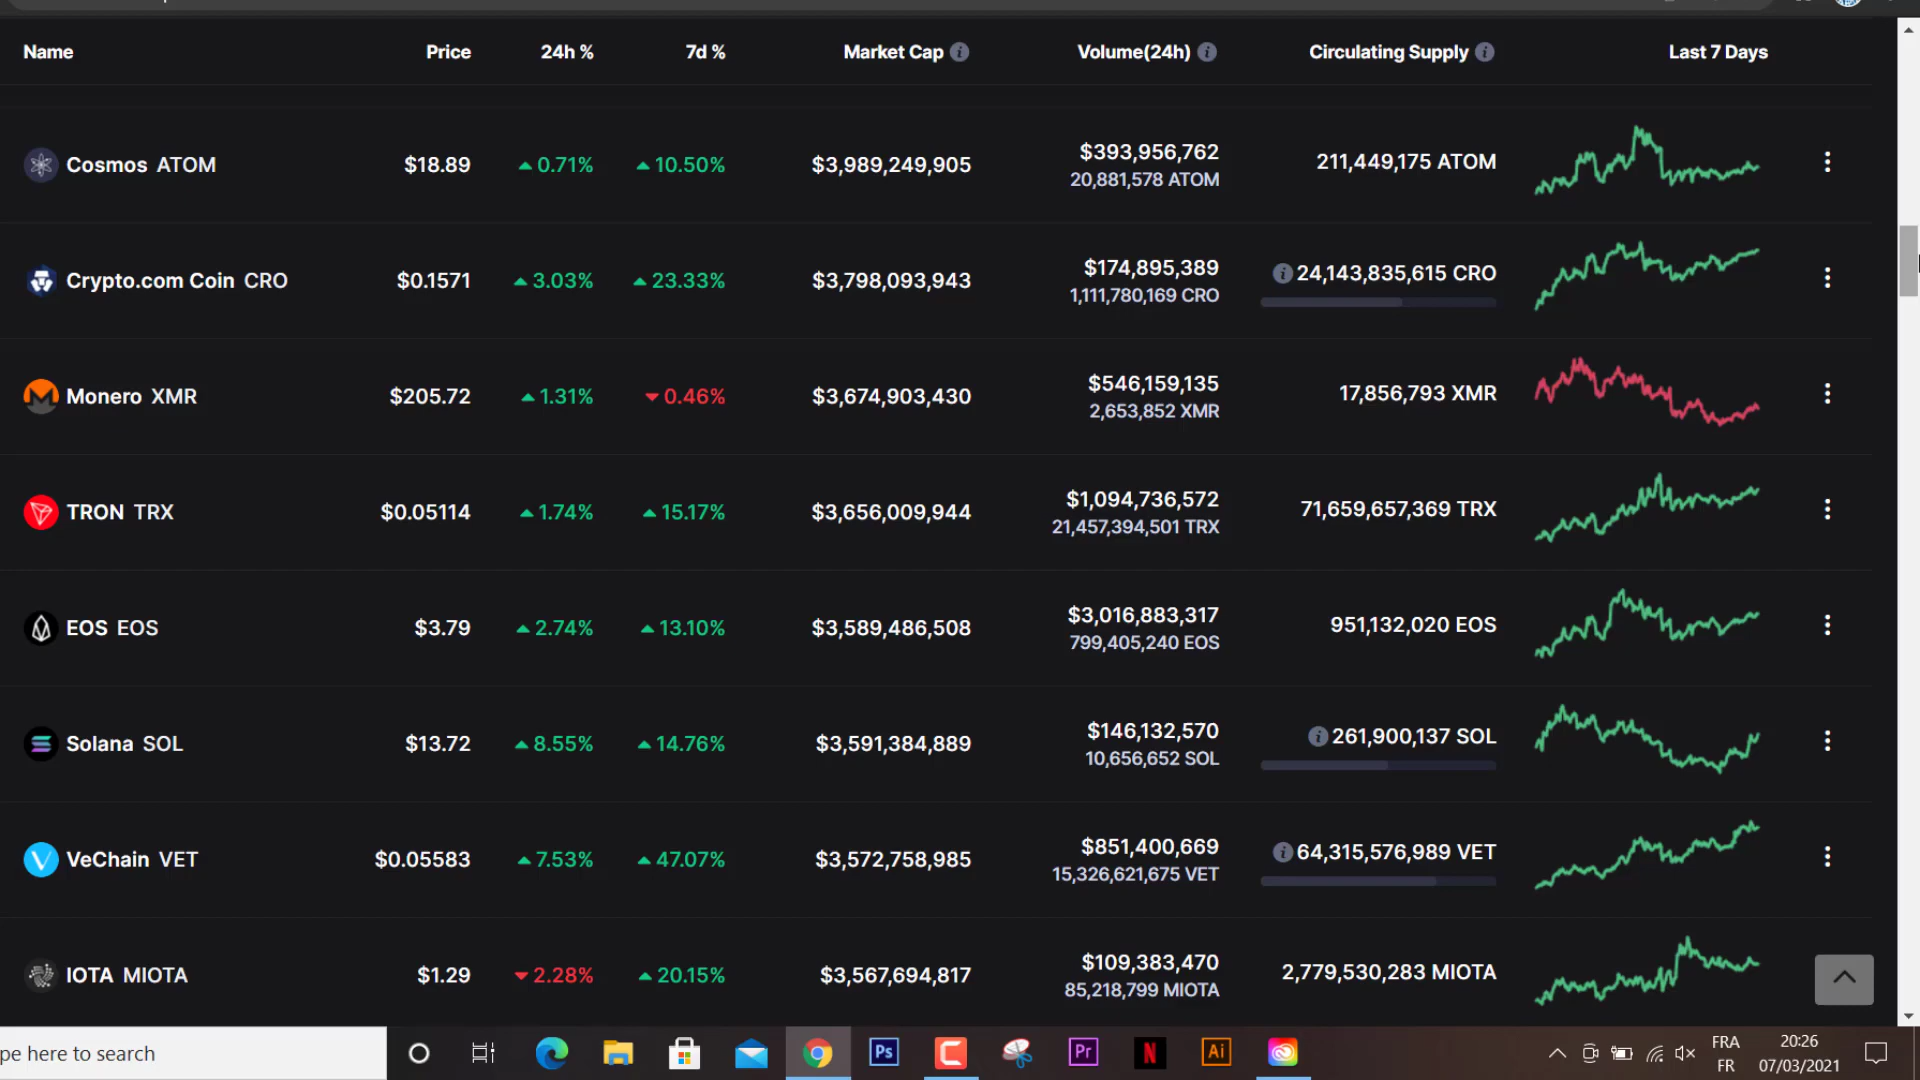 Name Price 24h % 7d % Market Cap Volume(24h) Circulating Supply Last 7 Days
Cosmos ATOM $18.89 0.71% 10.50% $3,989,249,905 $393,956,762 211,449,175 ATOM
20,881,578 ATOM
Crypto.com Coin CRO $0.1571 3.03% 23.33% $3,798,093,943 $174,895,389 24,143,835,615 CRO
1,111,780,169 CRO
Monero XMR $205.72 1.31% 0.46% $3,674,903,430 $546,159,135 17,856,793 XMR
2,653,852 XMR
TRON TRX $0.05114 1.74% 15.17% $3,656,009,944 $1,094,736,572 71,659,657,369 TRX
21,457,394,501 TRX
EOS EOS $3.79 2.74% 13.10% $3,589,486,508 $3,016,883,317 951,132,020 EOS
799,405,240 EOS
Solana SOL $13.72 8.55% 14.76% $3,591,384,889 $146,132,570 261,900,137 SOL
10,656,652 SOL
VeChain VET $0.05583 7.53% 47.07% $3,572,758,985 $851,400,669 64,315,576,989 VET
15,326,621,675 VET
IOTA MIOTA $1.29 2.28% 20.15% $3,567,694,817 $109,383,470 2,779,530,283 MIOTA
85,218,799 MIOTA
pe here to search Ps Pr N Ai FRA 20:26
FR 07/03/2021